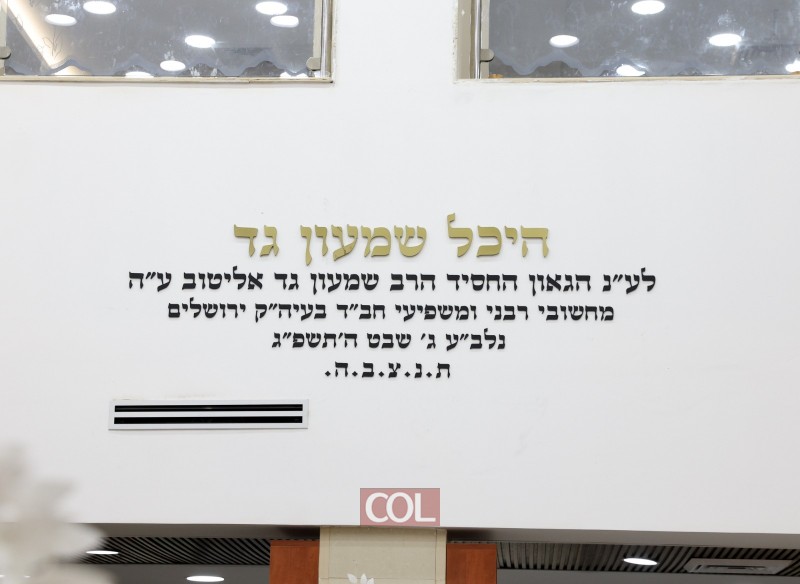 היכל שמעון גד
לע״נ הגאון החסיד הרב שמעון גד אליטוב ע״ה
מחשובי רבני ומשפיעי חב״ד בעיה״ק ירושלים
נלב״ע ג׳ שבט ה׳תשפ״ג
ת.נ.צ.ב.ה.
COL